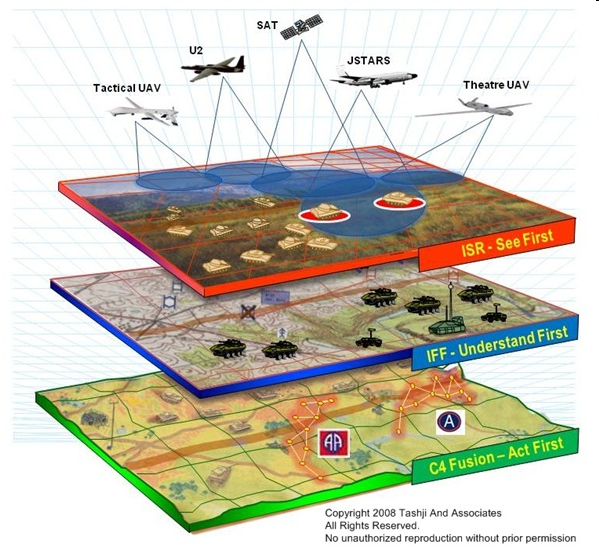 SAT
U2
JSTARS
Tactical UAV
Theatre UAV
ISR - See First
IFF - Understand First
AA
A
C4 Fusion – Act First
Copyright 2008 Tashji And Associates
All Rights Reserved.
No unauthorized reproduction without prior permission